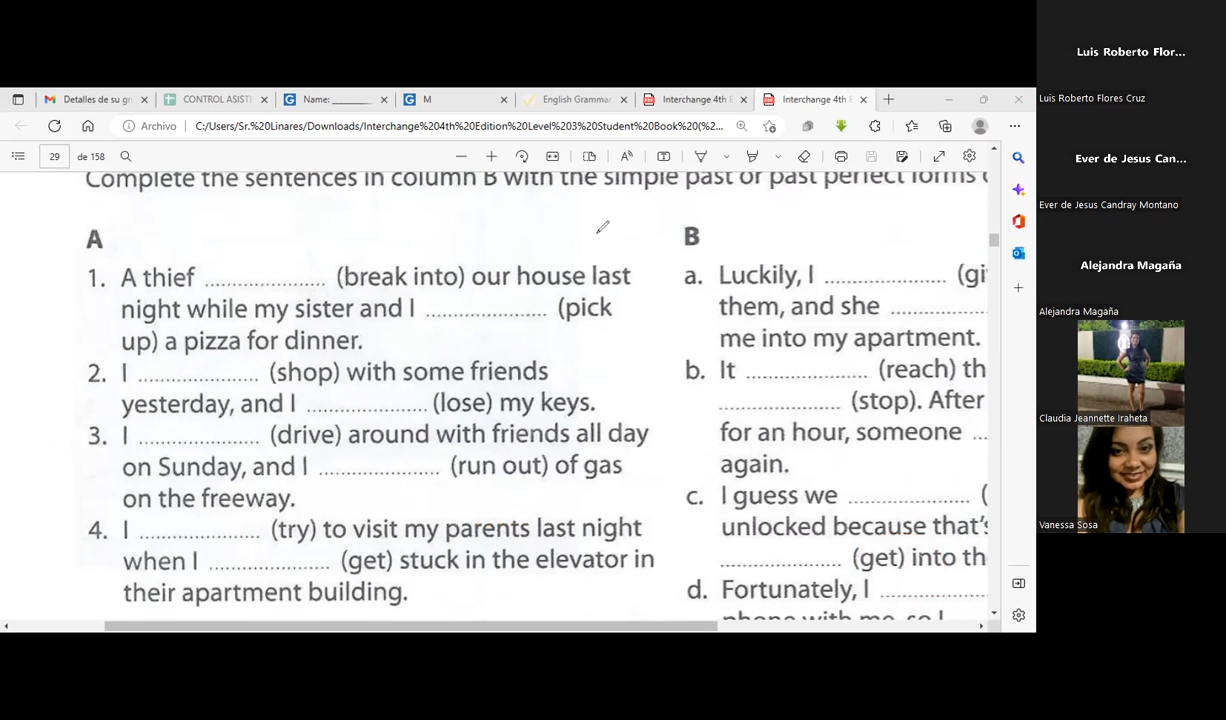 Detalles de su gr
CONTROL ASIST
Name: ________
M
English Grammar
Interchange 4th E
Interchange 4th E
Archivo
C:/Users/Sr.%20Linares/Downloads/Interchange%204th%20Edition%20Level%203%20Student%20Book%20(%2...
29 de 158
Complete the sentences in column B with the simple past or past perfect forms
A
1. A thief .................... (break into) our house last
night while my sister and I .................... (pick
up) a pizza for dinner.
2. I .................... (shop) with some friends
yesterday, and I .................... (lose) my keys.
3. I .................... (drive) around with friends all day
on Sunday, and I .................... (run out) of gas
on the freeway.
4. I .................... (try) to visit my parents last night
when I .................... (get) stuck in the elevator in
their apartment building.
B
a. Luckily, I .................... (gi
them, and she ................
me into my apartment.
b. It .................... (reach) th
.................... (stop). After
for an hour, someone ...
again.
c. I guess we .................... (
unlocked because that's
.................... (get) into th
d. Fortunately, I ..................
phone with me, so I
Luis Roberto Flor...
Luis Roberto Flores Cruz
Ever de Jesus Can...
Ever de Jesus Candray Montano
Alejandra Magaña
Alejandra Magaña
Claudia Jeannette Iraheta
Vanessa Sosa